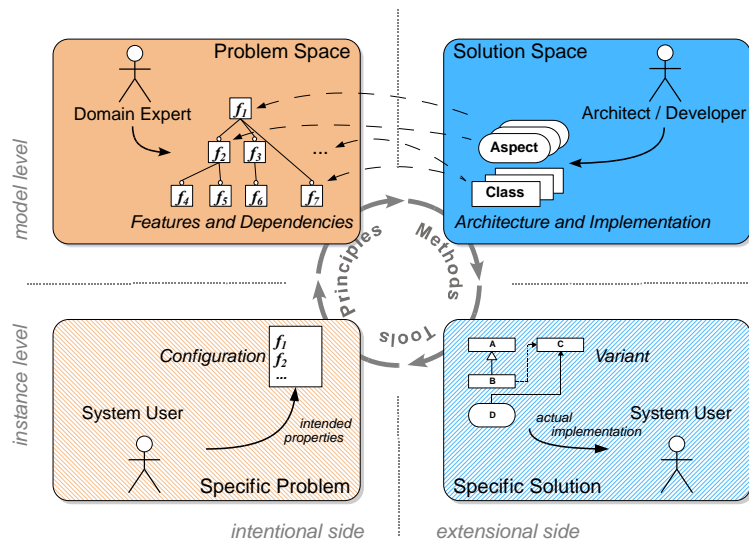 Problem Space
Domain Expert
f1
f2
f3
...
f4
f5
f6
f7
Features and Dependencies
Solution Space
Architect / Developer
Aspect
Class
Architecture and Implementation
model level
Principles
Methods
Tools
instance level
Configuration
f1
f2
...
System User
intended
properties
Specific Problem
A
C
B
D
Variant
actual
implementation
System User
Specific Solution
intentional side
extensional side